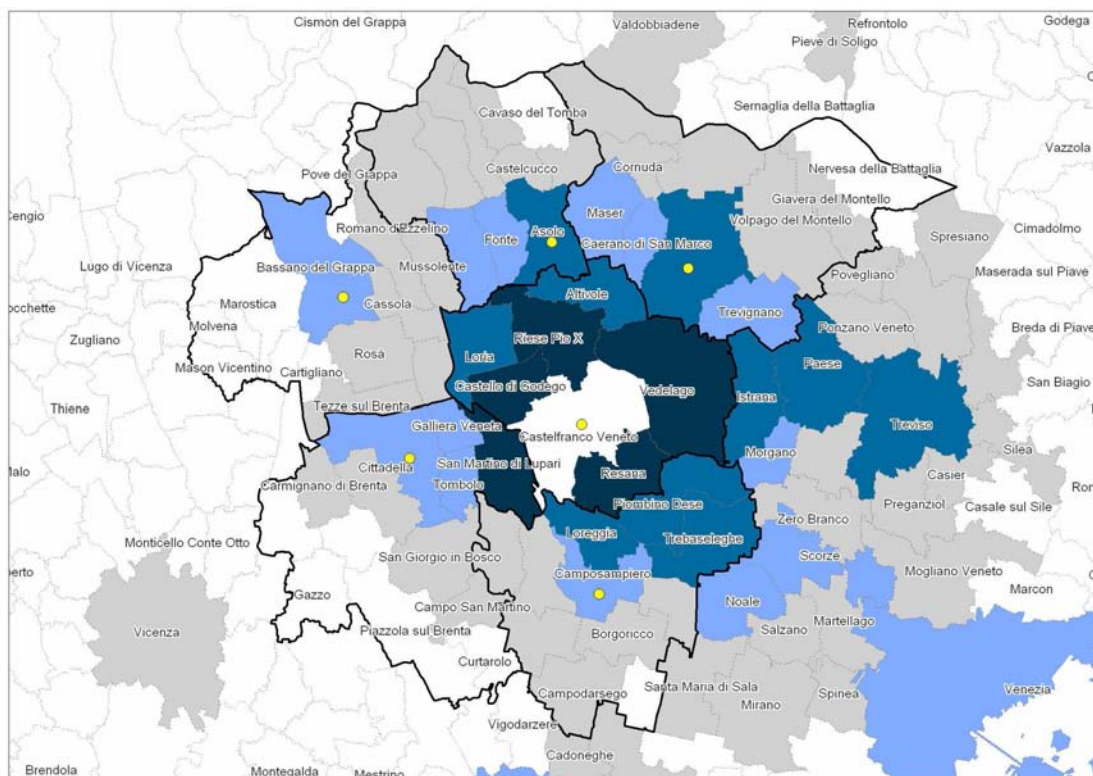 Cismon del Grappa
Valdobbiadene
Refrontolo
Godega
Pieve di Soligo
Cavaso del Tomba
Sernaglia della Battaglia
Vazzola
Pove del Grappa
Castelcucco
Cornuda
Nervesa della Battaglia
Giavera del Montello
Cengio
Romano d'Ezzelino
Fonte
Asolo
Maser
Volpago del Montello
Caerano di San Marco
Spresiano
Cimadolmo
Lugo di Vicenza
Bassano del Grappa
Mussolente
Povegliano
Maserada sul Piave
occhette
Marostica
Cassola
Altivole
Trevignano
Molvena
Zugliano
Riese Pio X
Ponzano Veneto
Breda di Piave
Mason Vicentino
Rosà
Loria
Paese
Cartigliano
Castello di Godego
Vedelago
Istrana
San Biagio
Thiene
Tezze sul Brenta
Galliera Veneta
Castelfranco Veneto
Treviso
Malo
Cittadella
San Martino di Lupari
Resana
Morgano
Silea
Carmignano di Brenta
Tombolo
Casier
Ron
Piombino Dese
Preganziol
Casale sul Sile
Monticello Conte Otto
Loreggia
Trebaseleghe
Zero Branco
San Giorgio in Bosco
Scorze
berto
Camposampiero
Mogliano Veneto
Marcon
Gazzo
Campo San Martino
Noale
Vicenza
Piazzola sul Brenta
Borgoricco
Salzano
Martellago
Curtarolo
Campodarsego
Santa Maria di Sala
Spinea
Venezia
Mirano
Vigodarzere
Cadoneghe
Brendola
Montegalda
Mestrino